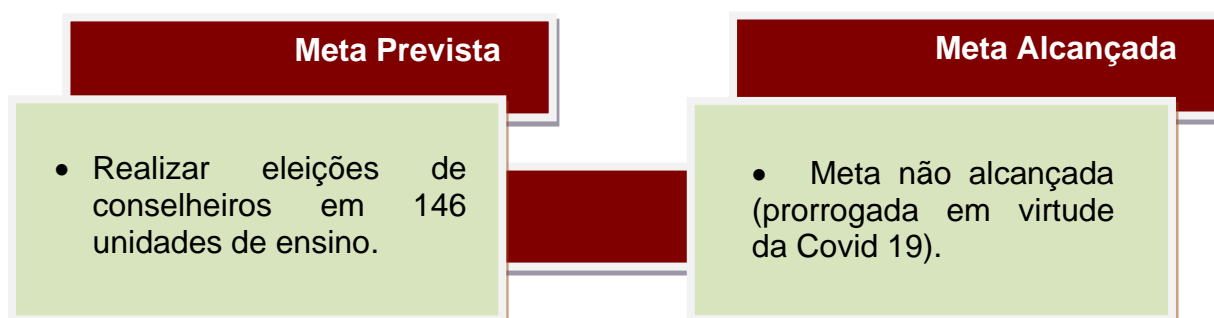 Meta Prevista
• Realizar eleições de
conselheiros em 146
unidades de ensino.
Meta Alcançada
• Meta não alcançada
(prorrogada em virtude
da Covid 19).